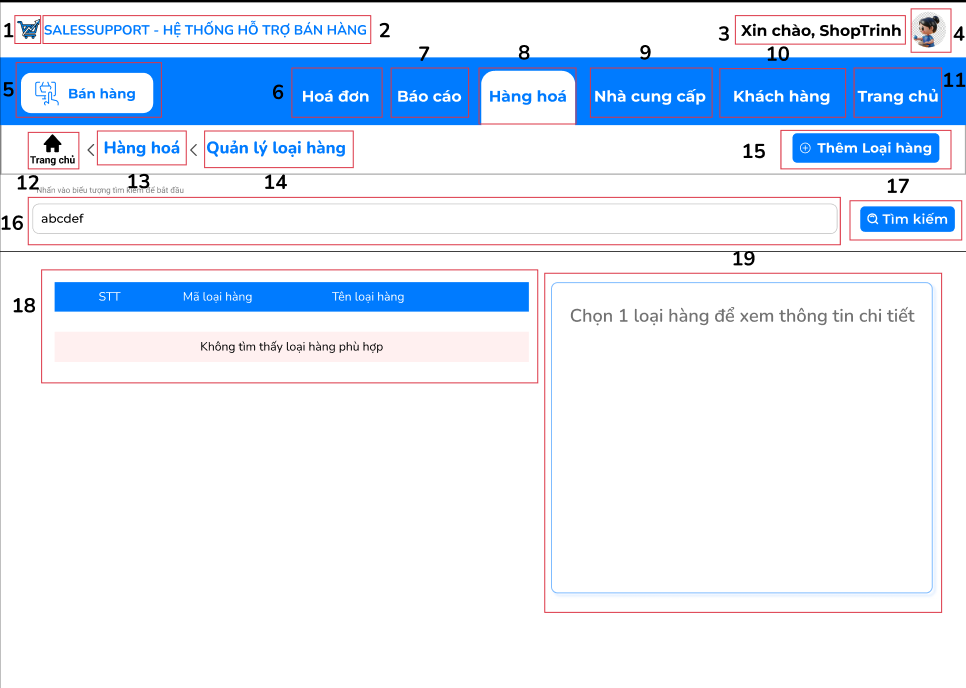 1 SALESSUPPORT - HỆ THỐNG HỖ TRỢ BÁN HÀNG 2 3 Xin chào, ShopTrinh 4
7 8 9 10
5 Bán hàng 6 Hoá đơn Báo cáo Hàng hoá Nhà cung cấp Khách hàng Trang chủ 11
Trang chủ < Hàng hoá < Quản lý loại hàng 15 Thêm Loại hàng
12 13 14 17
Nhấn vào biểu tượng tìm kiếm để bắt đầu
16 abcdef Tìm kiếm
19
18 STT Mã loại hàng Tên loại hàng
Chọn 1 loại hàng để xem thông tin chi tiết
Không tìm thấy loại hàng phù hợp